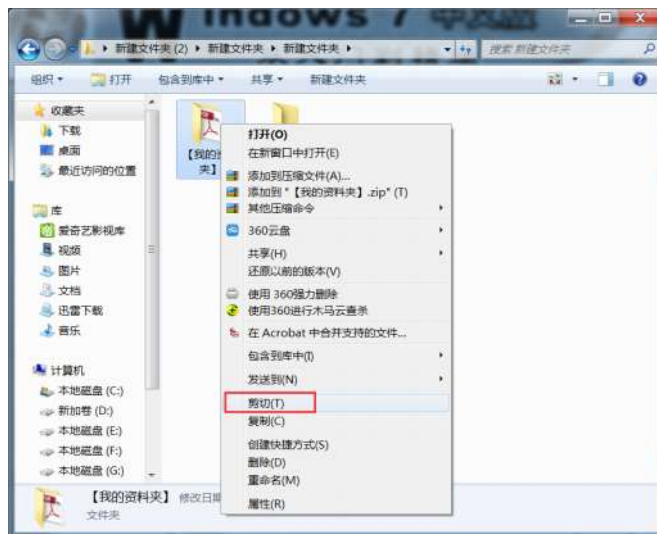 indows 7 中文版
新建文件夹 (2) ▸ 新建文件夹 ▸ 新建文件夹 ▸
搜索 新建文件夹
组织 打开 包含到库中 共享 新建文件夹
收藏夹
下载
桌面
最近访问的位置
库
爱奇艺影视库
视频
图片
文档
迅雷下载
音乐
计算机
本地磁盘 (C:)
新加卷 (D:)
本地磁盘 (E:)
本地磁盘 (F:)
本地磁盘 (G:)
【我的
夹】
打开(O)
在新窗口中打开(E)
添加到压缩文件(A)...
添加到 "【我的资料夹】.zip" (T)
其他压缩命令
360云盘
共享(H)
还原以前的版本(V)
使用 360强力删除
使用360进行木马云查杀
在 Acrobat 中合并支持的文件...
包含到库中(I)
发送到(N)
剪切(T)
复制(C)
创建快捷方式(S)
删除(D)
重命名(M)
属性(R)
【我的资料夹】 修改日期
文件夹